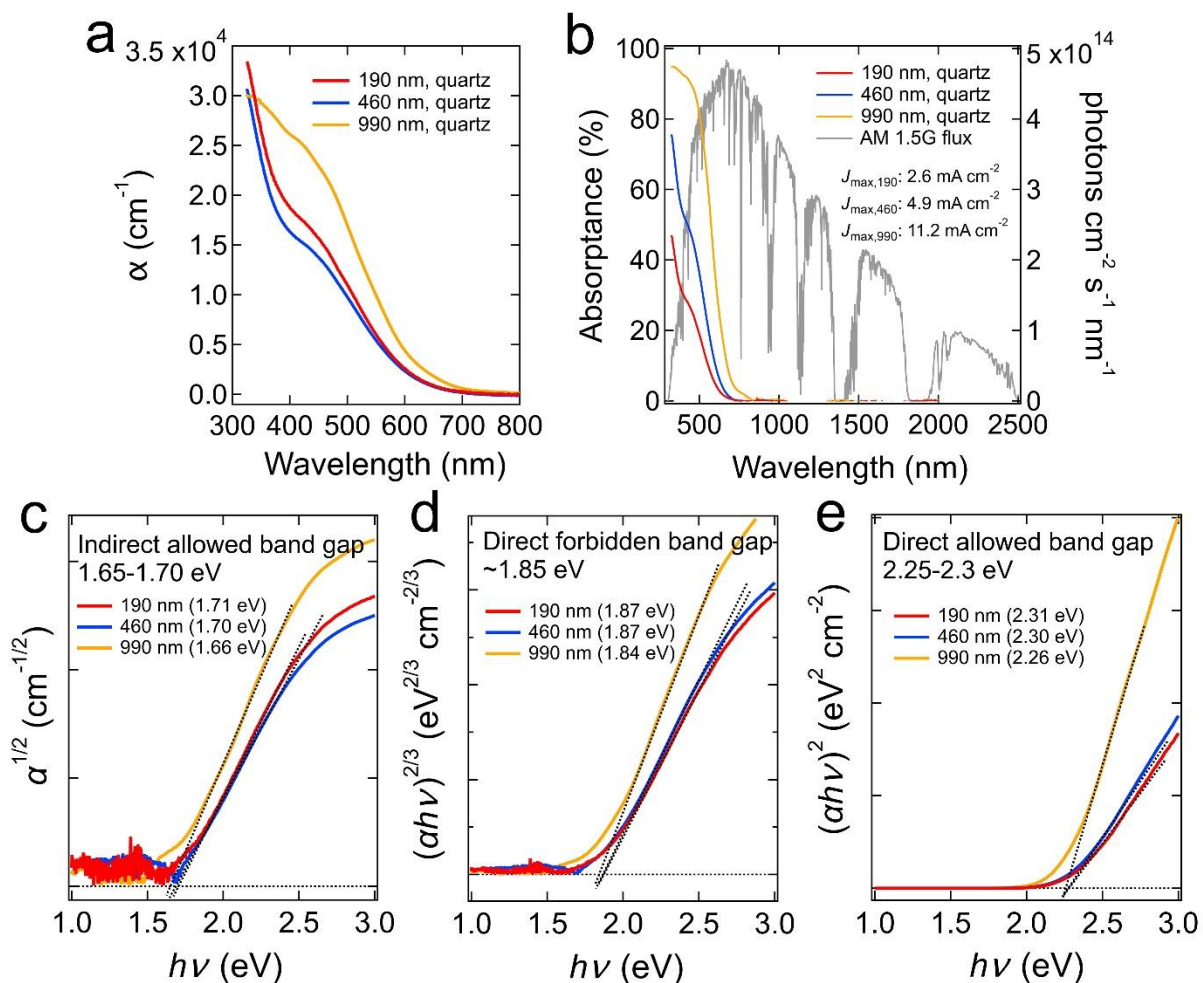 a
3.5 x10⁴
3.0
2.5
2.0
1.5
1.0
0.5
0.0
α (cm⁻¹)
190 nm, quartz
460 nm, quartz
990 nm, quartz
300 400 500 600 700 800
Wavelength (nm)
b
100
80
60
40
20
0
Absorptance (%)
190 nm, quartz
460 nm, quartz
990 nm, quartz
AM 1.5G flux
Jmax,190: 2.6 mA cm⁻²
Jmax,460: 4.9 mA cm⁻²
Jmax,990: 11.2 mA cm⁻²
5 x10¹⁴
4
3
2
1
0
photons cm⁻² s⁻¹ nm⁻¹
500 1000 1500 2000 2500
Wavelength (nm)
c
Indirect allowed band gap
1.65-1.70 eV
190 nm (1.71 eV)
460 nm (1.70 eV)
990 nm (1.66 eV)
α^1/2 (cm^-1/2)
1.0 1.5 2.0 2.5 3.0
hν (eV)
d
Direct forbidden band gap
~1.85 eV
190 nm (1.87 eV)
460 nm (1.87 eV)
990 nm (1.84 eV)
(αhν)^2/3 (eV^2/3 cm^-2/3)
1.0 1.5 2.0 2.5 3.0
hν (eV)
e
Direct allowed band gap
2.25-2.3 eV
190 nm (2.31 eV)
460 nm (2.30 eV)
990 nm (2.26 eV)
(αhν)² (eV² cm⁻²)
1.0 1.5 2.0 2.5 3.0
hν (eV)